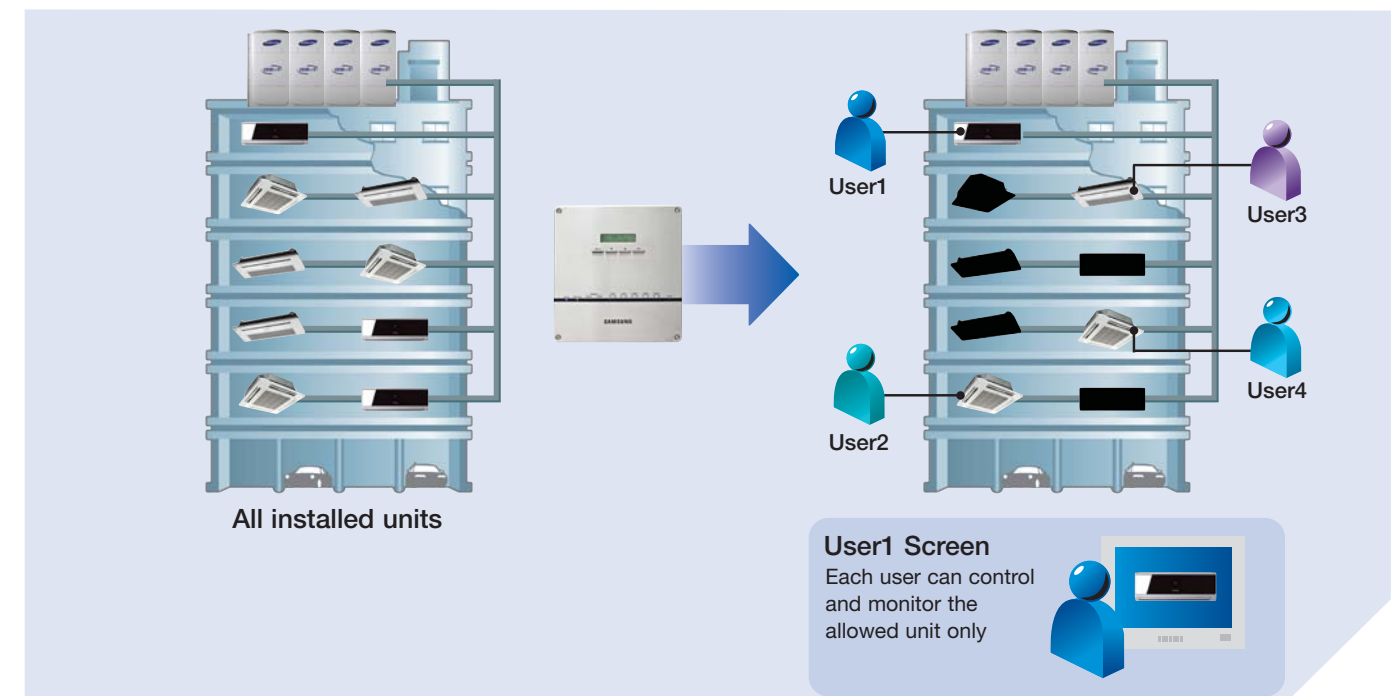 SAMSUNG
All installed units
User1
User3
User2
User4
User1 Screen
Each user can control
and monitor the
allowed unit only